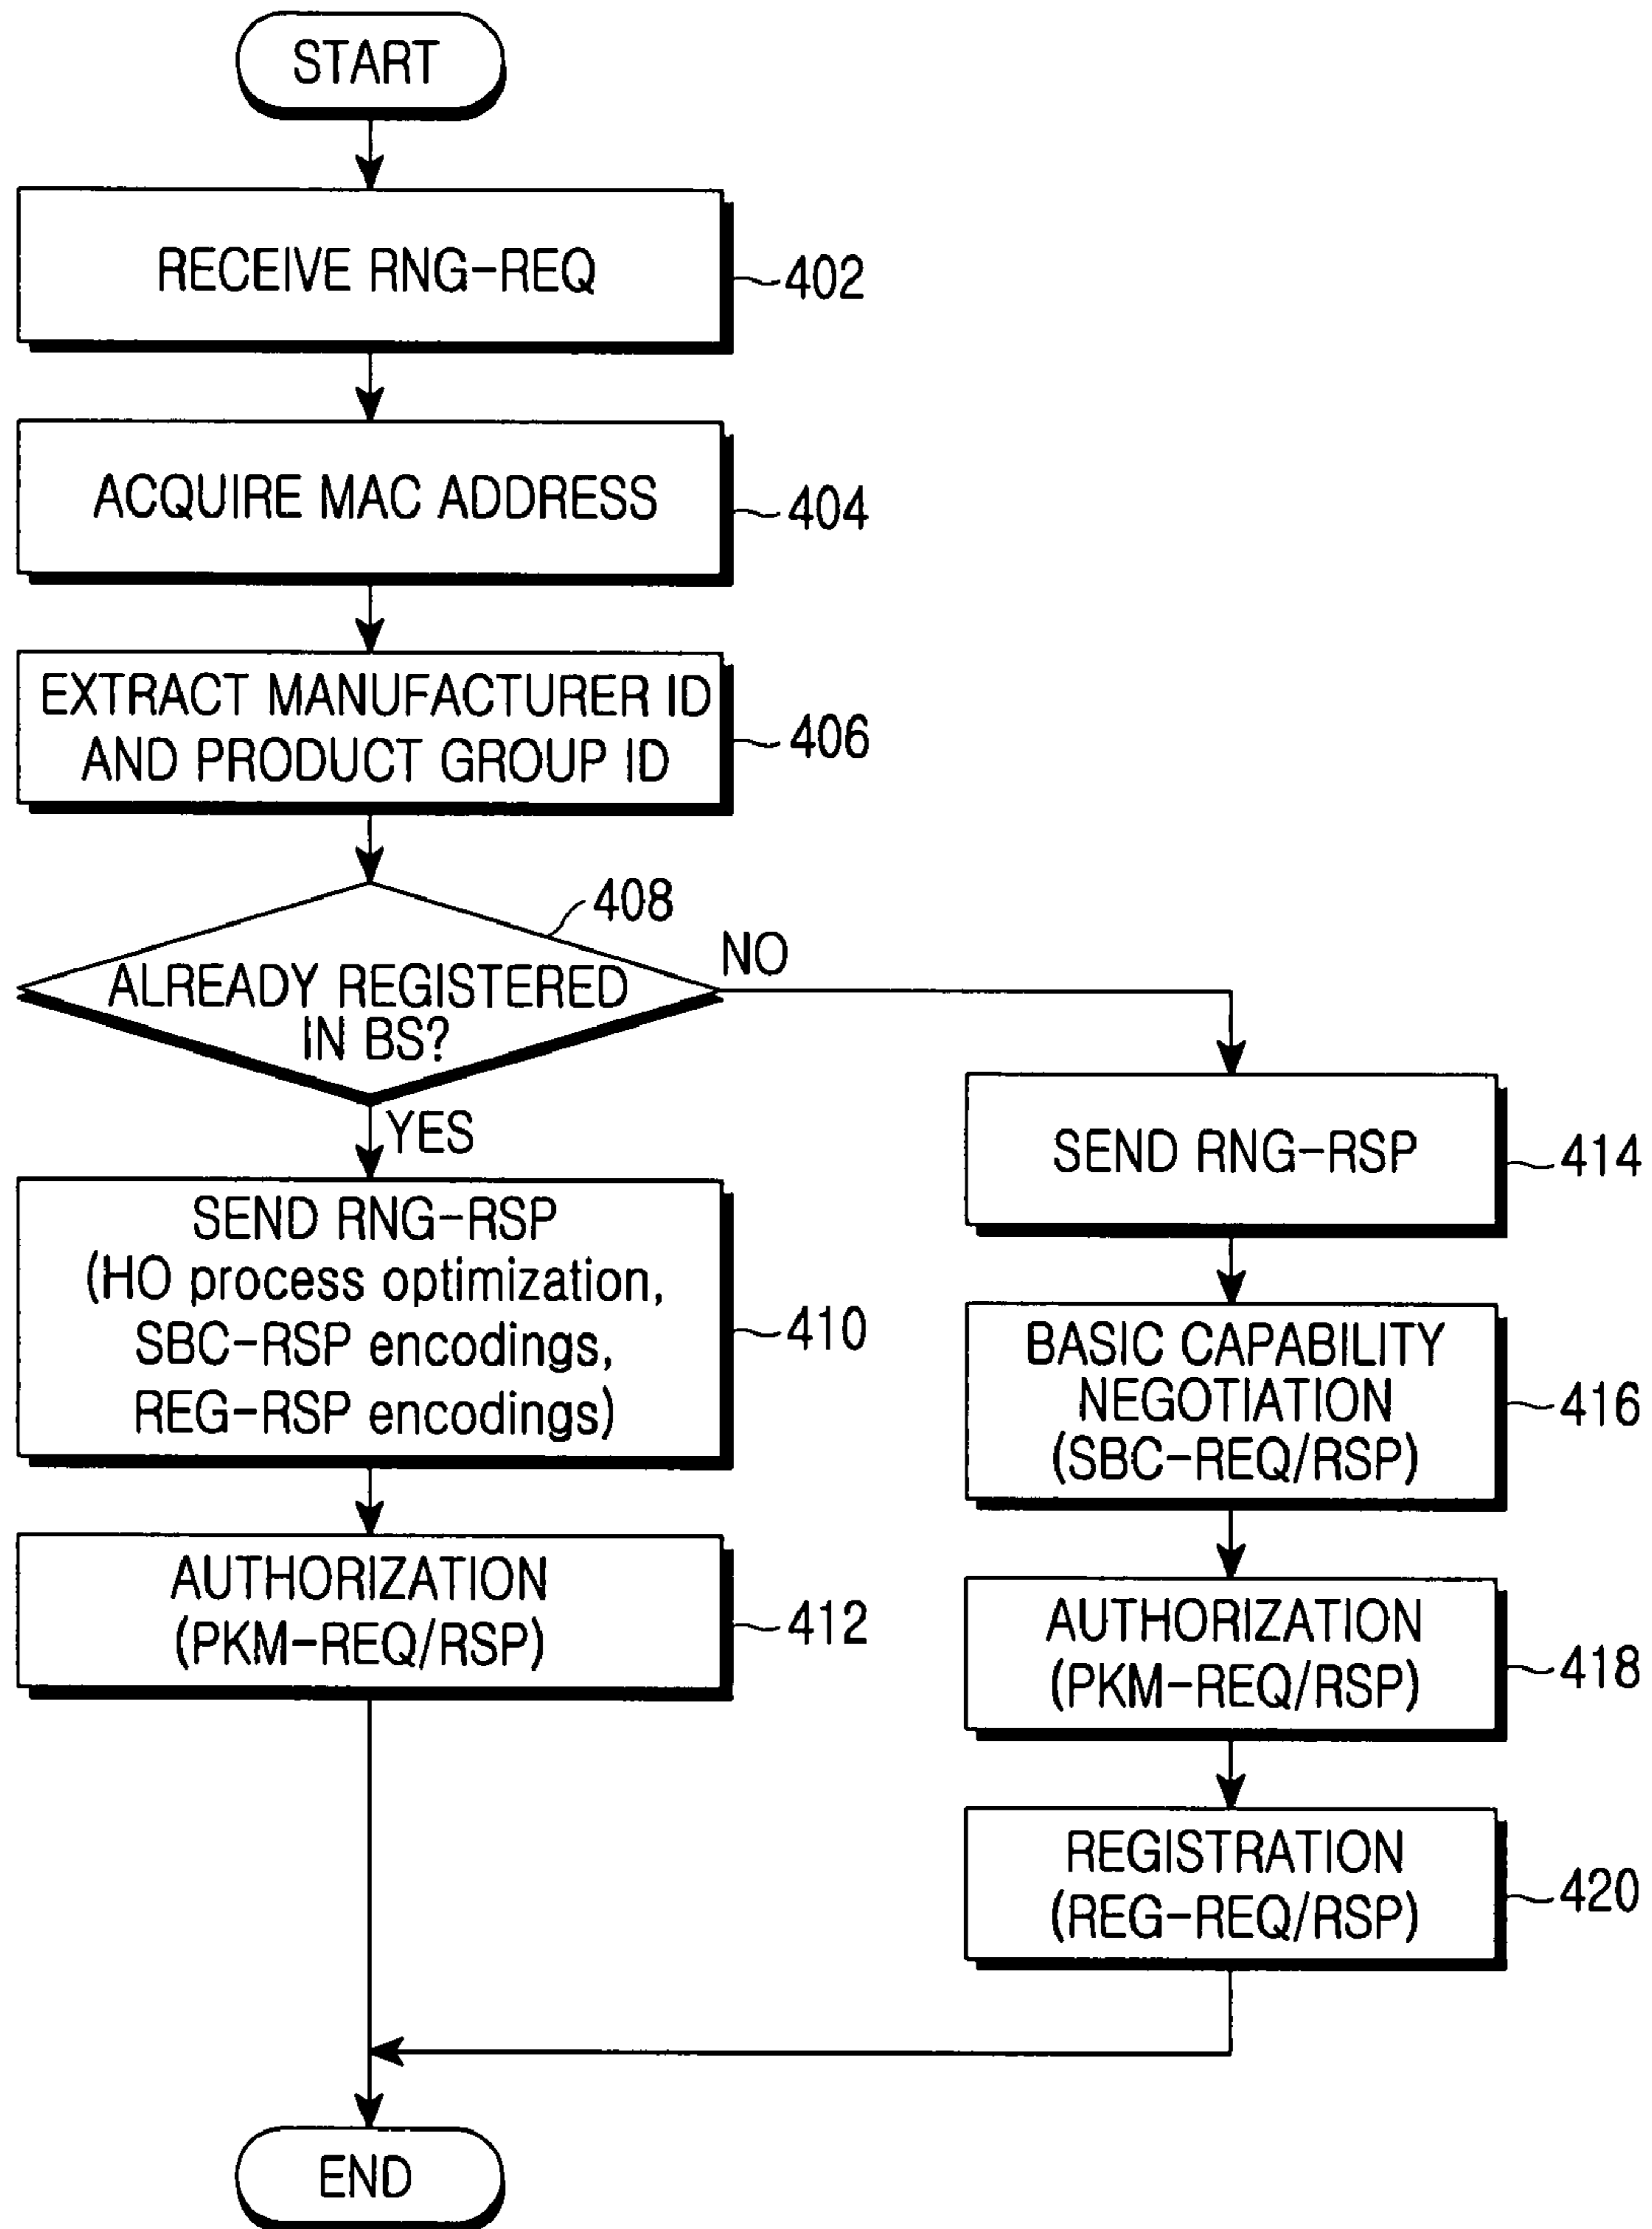 START
RECEIVE RNG-REQ
402
ACQUIRE MAC ADDRESS
404
EXTRACT MANUFACTURER ID
AND PRODUCT GROUP ID
406
408
ALREADY REGISTERED
IN BS?
NO
YES
SEND RNG-RSP
(HO process optimization,
SBC-RSP encodings,
REG-RSP encodings)
410
AUTHORIZATION
(PKM-REQ/RSP)
412
SEND RNG-RSP
414
BASIC CAPABILITY
NEGOTIATION
(SBC-REQ/RSP)
416
AUTHORIZATION
(PKM-REQ/RSP)
418
REGISTRATION
(REG-REQ/RSP)
420
END